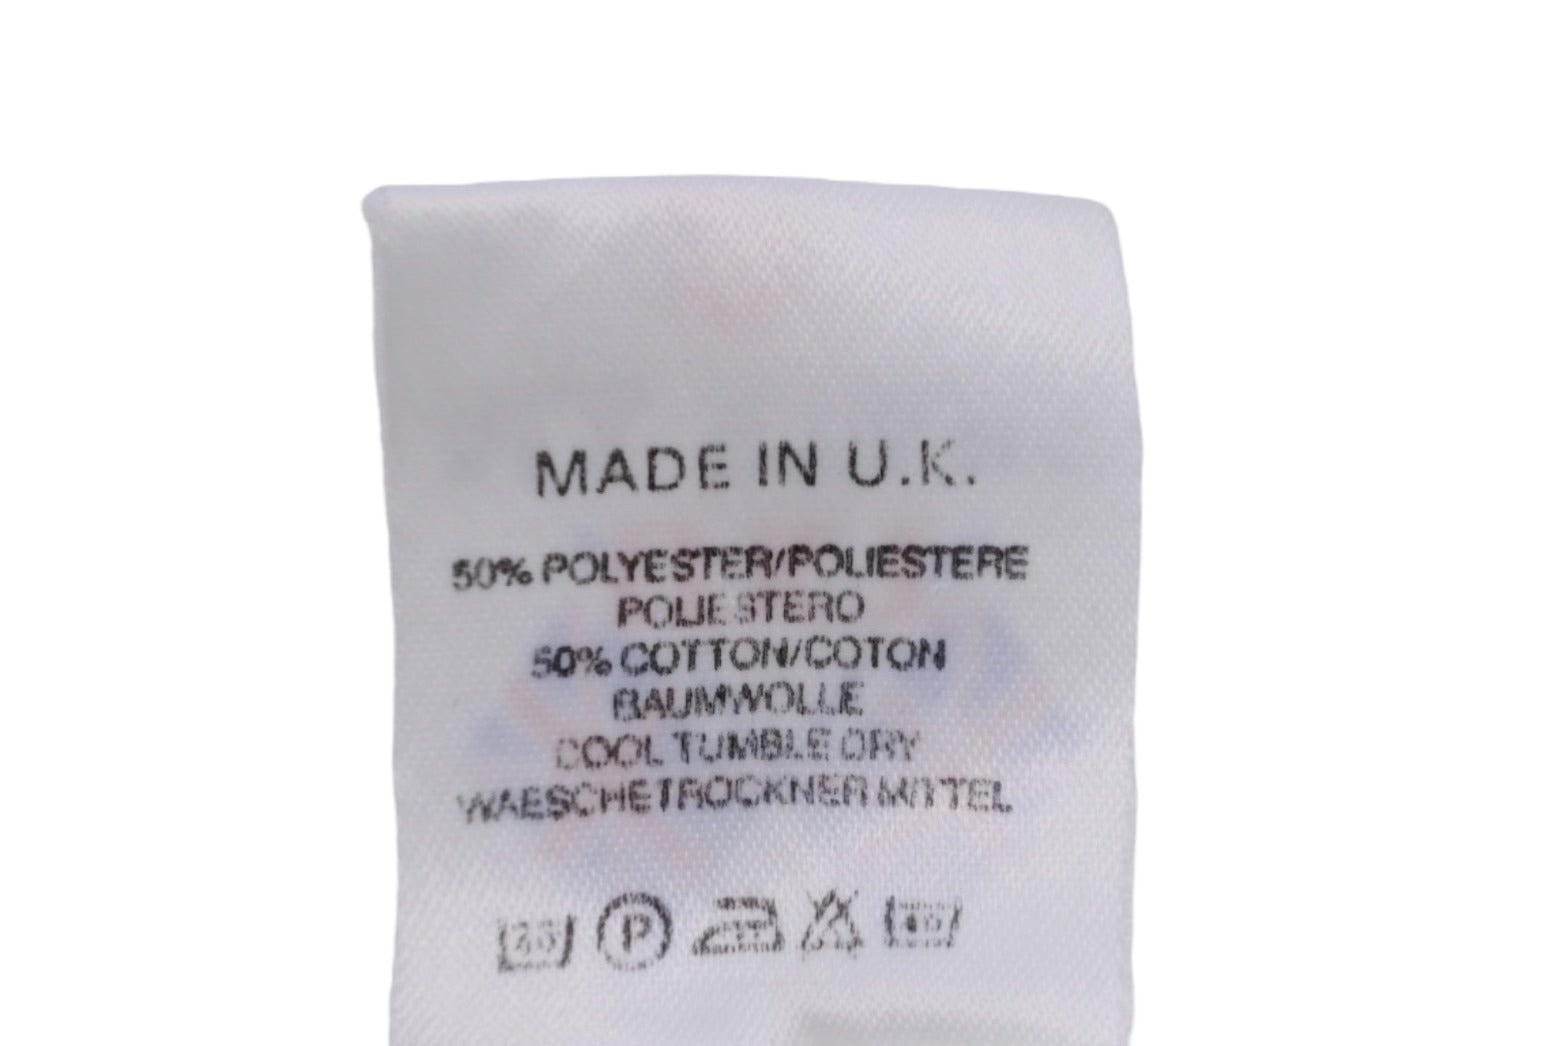 MADE IN U.K.
50% POLYESTER/POLIESTERE
POLIESTERO
50% COTTON/COTON
BAUMWOLLE
COOL TUMBLE DRY
WAESCHETROCKNER MITTEL
P